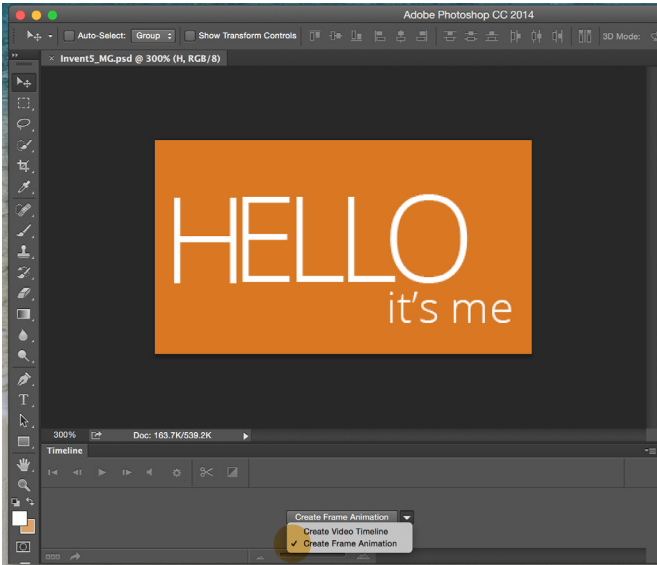 Adobe Photoshop CC 2014
Auto-Select: Group Show Transform Controls 3D Mode:
× Invent5_MG.psd @ 300% (H, RGB/8)
HELLO
it's me
300% Doc: 163.7K/539.2K
Timeline
Create Frame Animation
Create Video Timeline
✓ Create Frame Animation